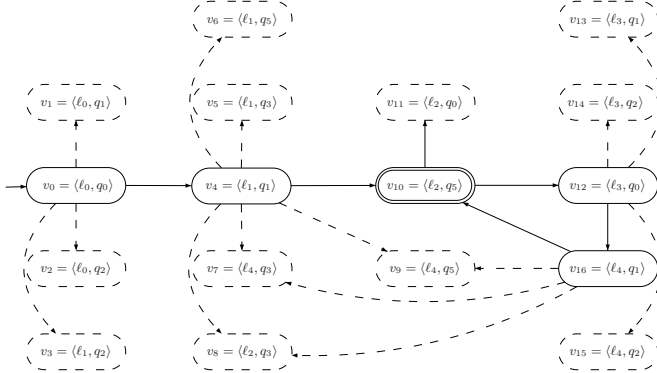 v₆ = ⟨ℓ₁, q₅⟩
v₁₃ = ⟨ℓ₃, q₁⟩
v₁ = ⟨ℓ₀, q₁⟩
v₅ = ⟨ℓ₁, q₃⟩
v₁₁ = ⟨ℓ₂, q₀⟩
v₁₄ = ⟨ℓ₃, q₂⟩
v₀ = ⟨ℓ₀, q₀⟩
v₄ = ⟨ℓ₁, q₁⟩
v₁₀ = ⟨ℓ₂, q₅⟩
v₁₂ = ⟨ℓ₃, q₀⟩
v₂ = ⟨ℓ₀, q₂⟩
v₇ = ⟨ℓ₄, q₃⟩
v₉ = ⟨ℓ₄, q₅⟩
v₁₆ = ⟨ℓ₄, q₁⟩
v₃ = ⟨ℓ₁, q₂⟩
v₈ = ⟨ℓ₂, q₃⟩
v₁₅ = ⟨ℓ₄, q₂⟩